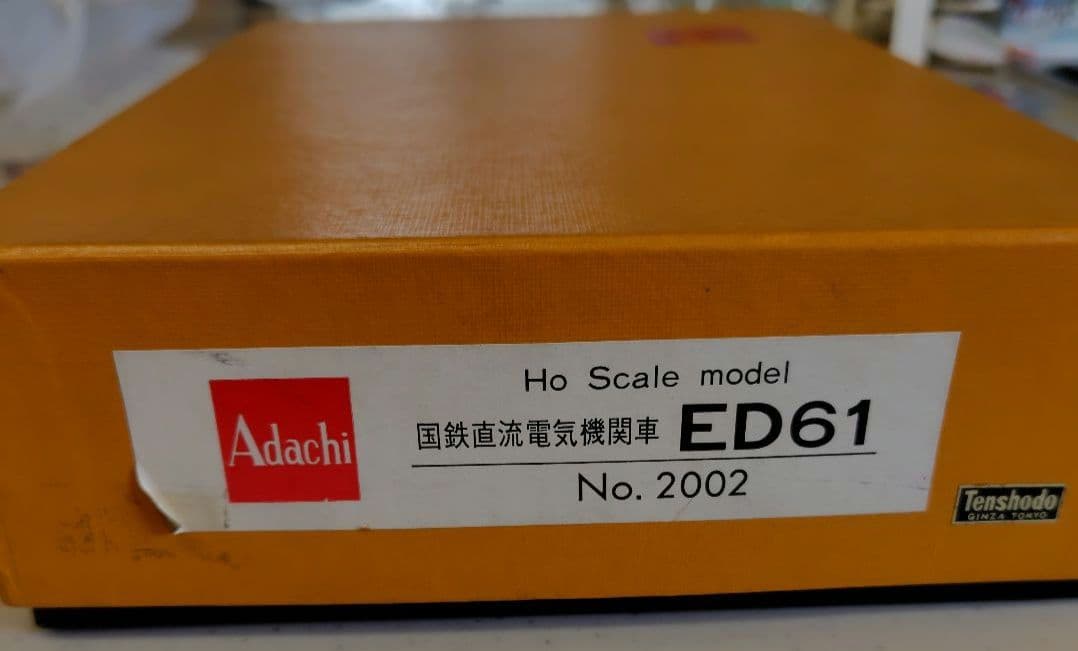 Adachi
Ho Scale model
国鉄直流電気機関車 ED61
No. 2002
Tenshodo
GINZA TOKYO